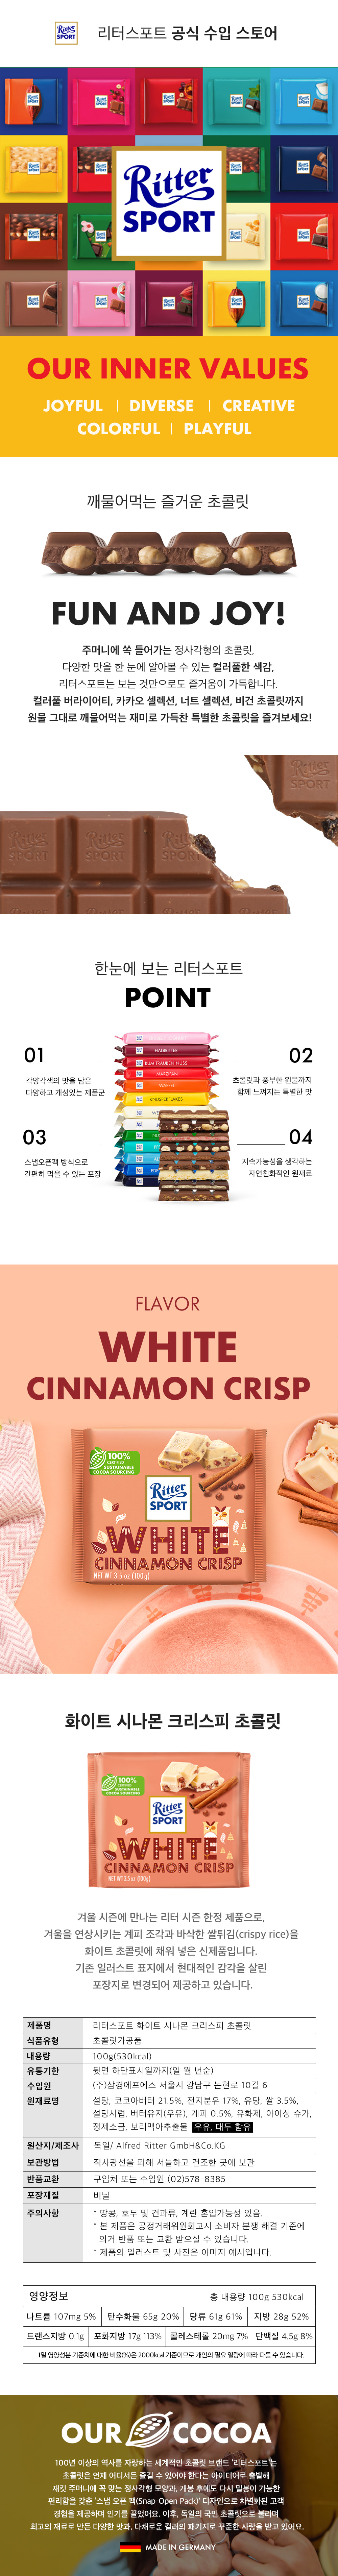 Ritter SPORT
리터스포트 공식 수입 스토어
Ritter
SPORT
OUR INNER VALUES
JOYFUL | DIVERSE | CREATIVE
COLORFUL | PLAYFUL
깨물어먹는 즐거운 초콜릿
FUN AND JOY!
주머니에 쏙 들어가는 정사각형의 초콜릿,
다양한 맛을 한 눈에 알아볼 수 있는 컬러풀한 색감,
리터스포트는 보는 것만으로도 즐거움이 가득합니다.
컬러풀 버라이어티, 카카오 셀렉션, 너트 셀렉션, 비건 초콜릿까지
원물 그대로 깨물어먹는 재미로 가득찬 특별한 초콜릿을 즐겨보세요!
한눈에 보는 리터스포트
POINT
01
각양각색의 맛을 담은
다양하고 개성있는 제품군
02
초콜릿과 풍부한 원물까지
함께 느껴지는 특별한 맛
03
스냅오픈팩 방식으로
간편히 먹을 수 있는 포장
04
지속가능성을 생각하는
자연친화적인 원재료
HALBBITTER
RUM TRAUBEN NUSS
MARZIPAN
WAFFEL
KNUSPERFLAKES
FLAVOR
WHITE
CINNAMON CRISP
100%
CERTIFIED
SUSTAINABLE
COCOA SOURCING
Ritter
SPORT
WHITE
CINNAMON CRISP
NET WT 3.5 oz (100g)
화이트 시나몬 크리스피 초콜릿
100%
CERTIFIED
SUSTAINABLE
COCOA SOURCING
Ritter
SPORT
WHITE
CINNAMON CRISP
NET WT 3.5 oz (100g)
겨울 시즌에 만나는 리터 시즌 한정 제품으로,
겨울을 연상시키는 계피 조각과 바삭한 쌀튀김(crispy rice)을
화이트 초콜릿에 채워 넣은 신제품입니다.
기존 일러스트 표지에서 현대적인 감각을 살린
포장지로 변경되어 제공하고 있습니다.
제품명 리터스포트 화이트 시나몬 크리스피 초콜릿
식품유형 초콜릿가공품
내용량 100g(530kcal)
유통기한 뒷면 하단표시일까지(일 월 년순)
수입원 (주)삼경에프에스 서울시 강남구 논현로 10길 6
원재료명 설탕, 코코아버터 21.5%, 전지분유 17%, 유당, 쌀 3.5%,
설탕시럽, 버터유지(우유), 계피 0.5%, 유화제, 아이싱 슈가,
정제소금, 보리맥아추출물 우유, 대두 함유
원산지/제조사 독일/ Alfred Ritter GmbH&Co.KG
보관방법 직사광선을 피해 서늘하고 건조한 곳에 보관
반품교환 구입처 또는 수입원 (02)578-8385
포장재질 비닐
주의사항 * 땅콩, 호두 및 견과류, 계란 혼입가능성 있음.
* 본 제품은 공정거래위원회고시 소비자 분쟁 해결 기준에
의거 반품 또는 교환 받으실 수 있습니다.
* 제품의 일러스트 및 사진은 이미지 예시입니다.
영양정보 총 내용량 100g 530kcal
나트륨 107mg 5% 탄수화물 65g 20% 당류 61g 61% 지방 28g 52%
트랜스지방 0.1g 포화지방 17g 113% 콜레스테롤 20mg 7% 단백질 4.5g 8%
1일 영양성분 기준치에 대한 비율(%)은 2000kcal 기준이므로 개인의 필요 열량에 따라 다를 수 있습니다.
OUR COCOA
100년 이상의 역사를 자랑하는 세계적인 초콜릿 브랜드 '리터스포트'는
초콜릿은 언제 어디서든 즐길 수 있어야 한다는 아이디어로 출발해
재킷 주머니에 꼭 맞는 정사각형 모양과, 개봉 후에도 다시 밀봉이 가능한
편리함을 갖춘 '스냅 오픈 팩(Snap-Open Pack)' 디자인으로 차별화된 고객
경험을 제공하며 인기를 끌었어요. 이후, 독일의 국민 초콜릿으로 불리며
최고의 재료로 만든 다양한 맛과, 다채로운 컬러의 패키지로 꾸준한 사랑을 받고 있어요.
MADE IN GERMANY